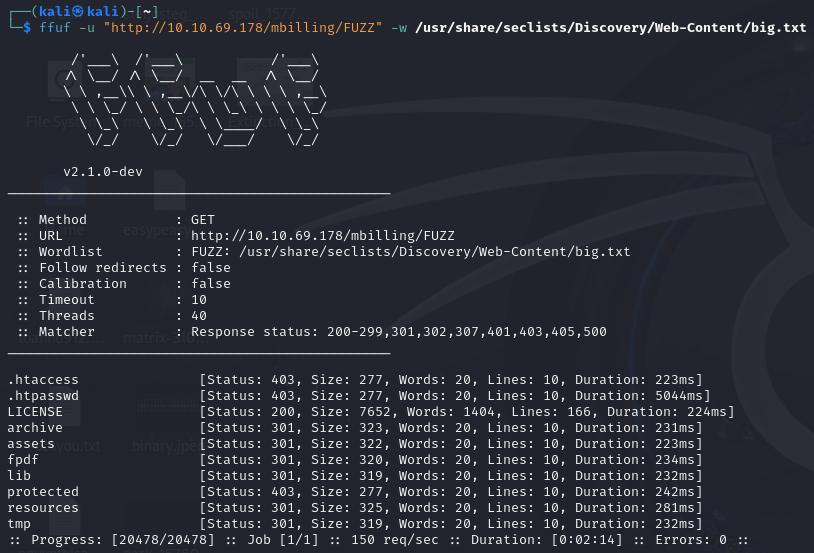 (kali㉿kali)-[~]
$ ffuf -u "http://10.10.69.178/mbilling/FUZZ" -w /usr/share/seclists/Discovery/Web-Content/big.txt
v2.1.0-dev
:: Method : GET
:: URL : http://10.10.69.178/mbilling/FUZZ
:: Wordlist : FUZZ: /usr/share/seclists/Discovery/Web-Content/big.txt
:: Follow redirects : false
:: Calibration : false
:: Timeout : 10
:: Threads : 40
:: Matcher : Response status: 200-299,301,302,307,401,403,405,500
.htaccess [Status: 403, Size: 277, Words: 20, Lines: 10, Duration: 223ms]
.htpasswd [Status: 403, Size: 277, Words: 20, Lines: 10, Duration: 5044ms]
LICENSE [Status: 200, Size: 7652, Words: 1404, Lines: 166, Duration: 224ms]
archive [Status: 301, Size: 323, Words: 20, Lines: 10, Duration: 231ms]
assets [Status: 301, Size: 322, Words: 20, Lines: 10, Duration: 223ms]
fpdf [Status: 301, Size: 320, Words: 20, Lines: 10, Duration: 234ms]
lib [Status: 301, Size: 319, Words: 20, Lines: 10, Duration: 232ms]
protected [Status: 403, Size: 277, Words: 20, Lines: 10, Duration: 242ms]
resources [Status: 301, Size: 325, Words: 20, Lines: 10, Duration: 281ms]
tmp [Status: 301, Size: 319, Words: 20, Lines: 10, Duration: 232ms]
:: Progress: [20478/20478] :: Job [1/1] :: 150 req/sec :: Duration: [0:02:14] :: Errors: 0 ::